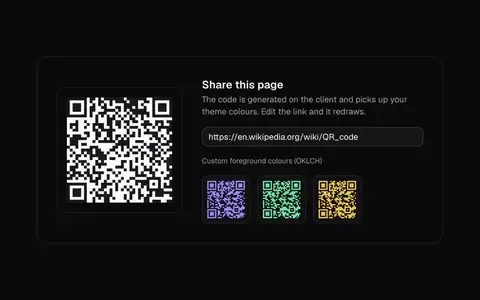 Share this page
The code is generated on the client and picks up your
theme colours. Edit the link and it redraws.
https://en.wikipedia.org/wiki/QR_code
Custom foreground colours (OKLCH)